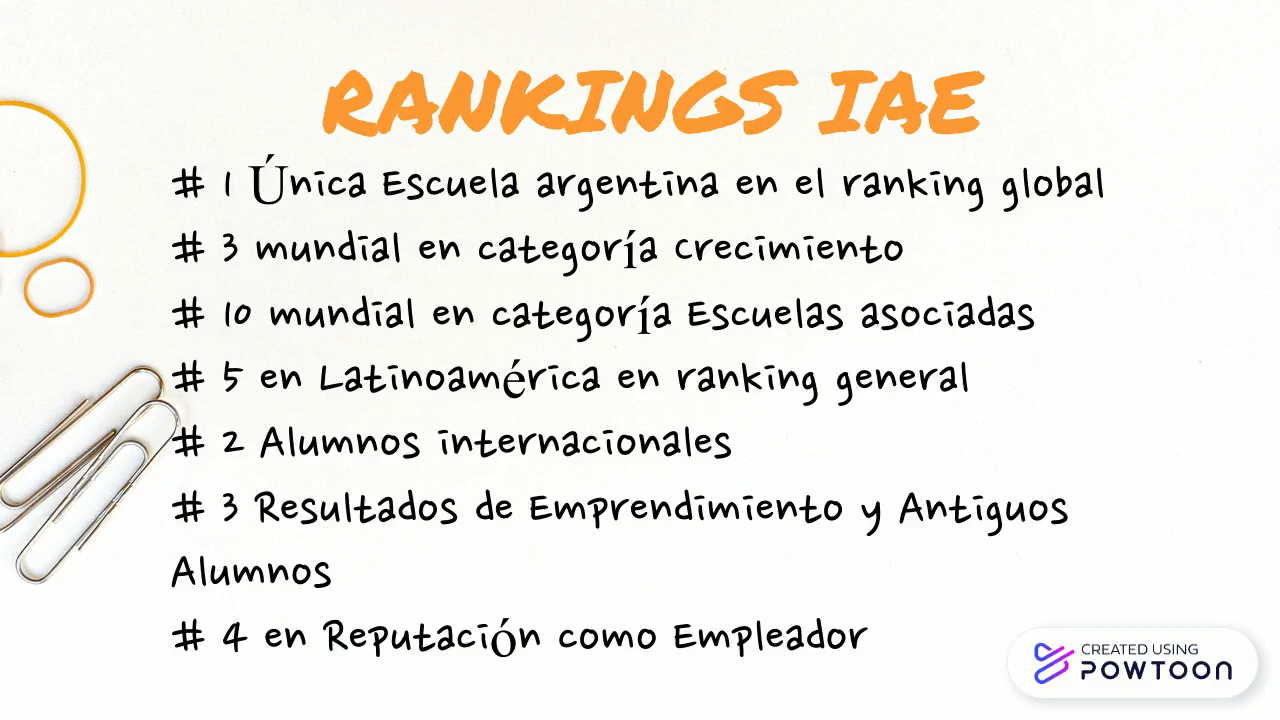 RANKINGS IAE
# 1 Única Escuela argentina en el ranking global
# 3 mundial en categoría crecimiento
# 10 mundial en categoría Escuelas asociadas
# 5 en Latinoamérica en ranking general
# 2 Alumnos internacionales
# 3 Resultados de Emprendimiento y Antiguos
Alumnos
# 4 en Reputación como Empleador
CREATED USING
POWTOON